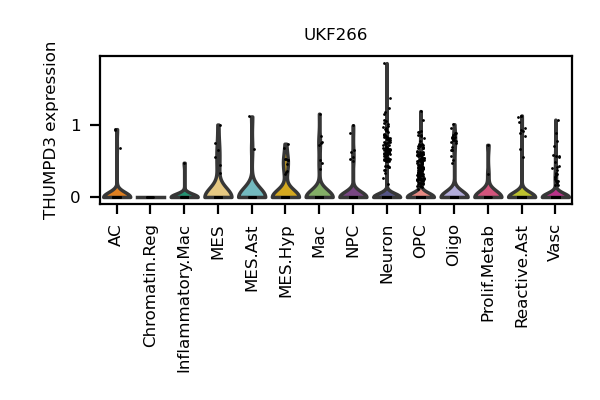 UKF266
THUMPD3 expression
1
0
AC
Chromatin.Reg
Inflammatory.Mac
MES
MES.Ast
MES.Hyp
Mac
NPC
Neuron
OPC
Oligo
Prolif.Metab
Reactive.Ast
Vasc